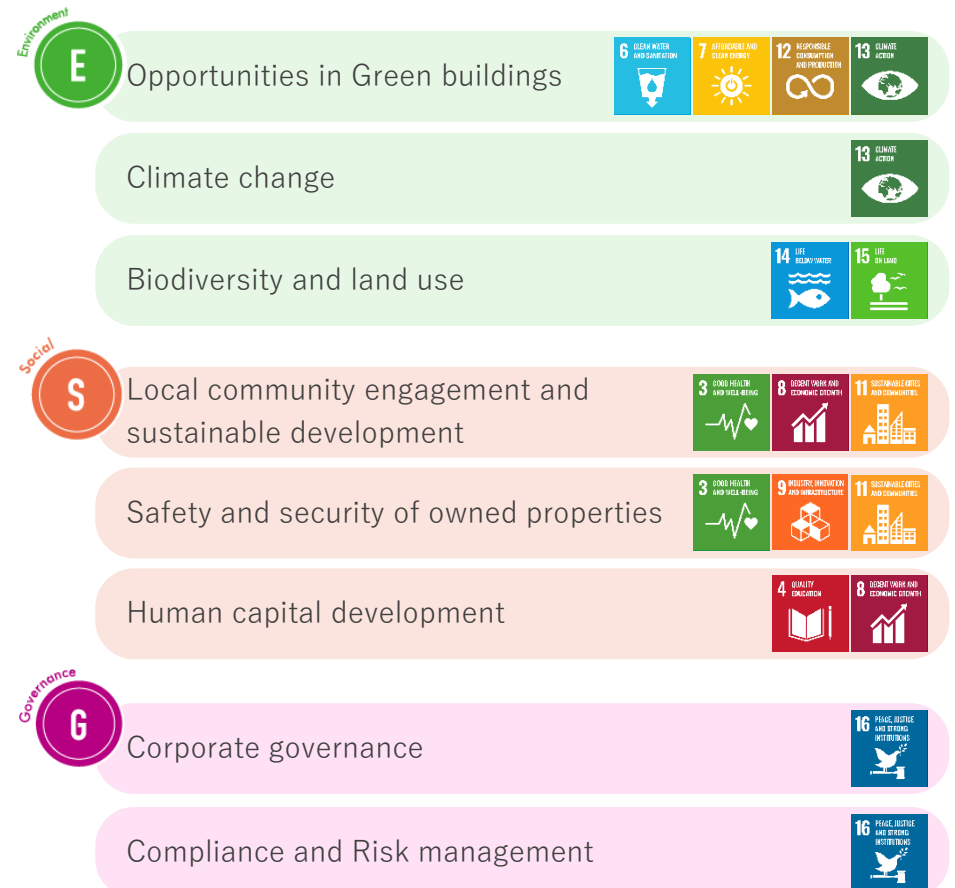 Environment
E
Opportunities in Green buildings
6 CLEAN WATER
AND SANITATION
7 AFFORDABLE AND
CLEAN ENERGY
12 RESPONSIBLE
CONSUMPTION
AND PRODUCTION
13 CLIMATE
ACTION
Climate change
13 CLIMATE
ACTION
Biodiversity and land use
14 LIFE
BELOW WATER
15 LIFE
ON LAND
Social
S
Local community engagement and
sustainable development
3 GOOD HEALTH
AND WELL-BEING
8 DECENT WORK AND
ECONOMIC GROWTH
11 SUSTAINABLE CITIES
AND COMMUNITIES
Safety and security of owned properties
3 GOOD HEALTH
AND WELL-BEING
9 INDUSTRY, INNOVATION
AND INFRASTRUCTURE
11 SUSTAINABLE CITIES
AND COMMUNITIES
Human capital development
4 QUALITY
EDUCATION
8 DECENT WORK AND
ECONOMIC GROWTH
Governance
G
Corporate governance
16 PEACE, JUSTICE
AND STRONG
INSTITUTIONS
Compliance and Risk management
16 PEACE, JUSTICE
AND STRONG
INSTITUTIONS